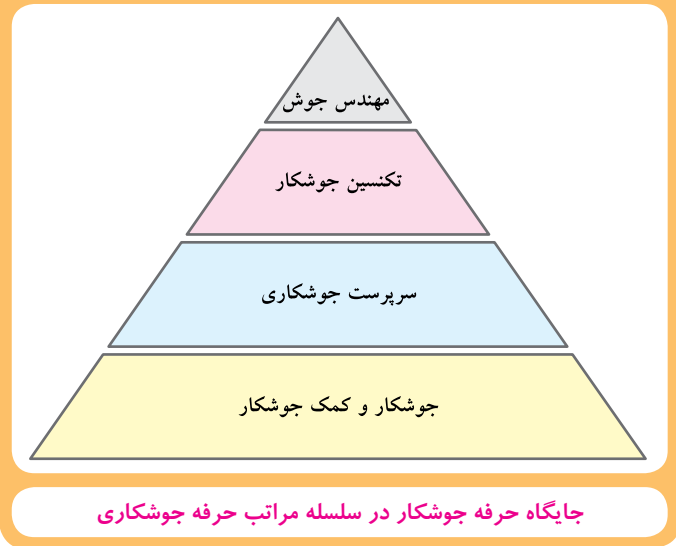 مهندس جوش
تکنسین جوشکار
سرپرست جوشکاری
جوشکار و کمک جوشکار
جایگاه حرفه جوشکار در سلسله مراتب حرفه جوشکاری